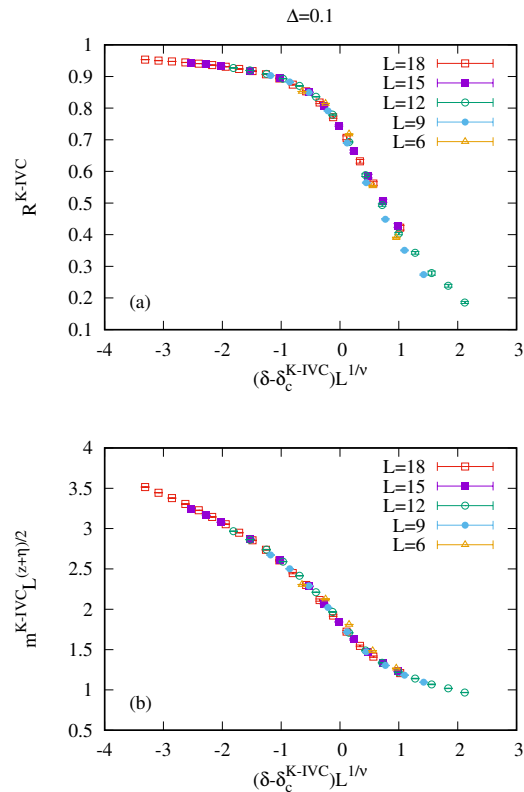 Δ=0.1
1
0.9
0.8
0.7
0.6
0.5
0.4
0.3
0.2
0.1
R^{K-IVC}
L=18
L=15
L=12
L=9
L=6
(a)
-4 -3 -2 -1 0 1 2 3
(δ-δ_c^{K-IVC})L^{1/ν}
4
3.5
3
2.5
2
1.5
1
0.5
m^{K-IVC}L^{(z+η)/2}
L=18
L=15
L=12
L=9
L=6
(b)
-4 -3 -2 -1 0 1 2 3
(δ-δ_c^{K-IVC})L^{1/ν}